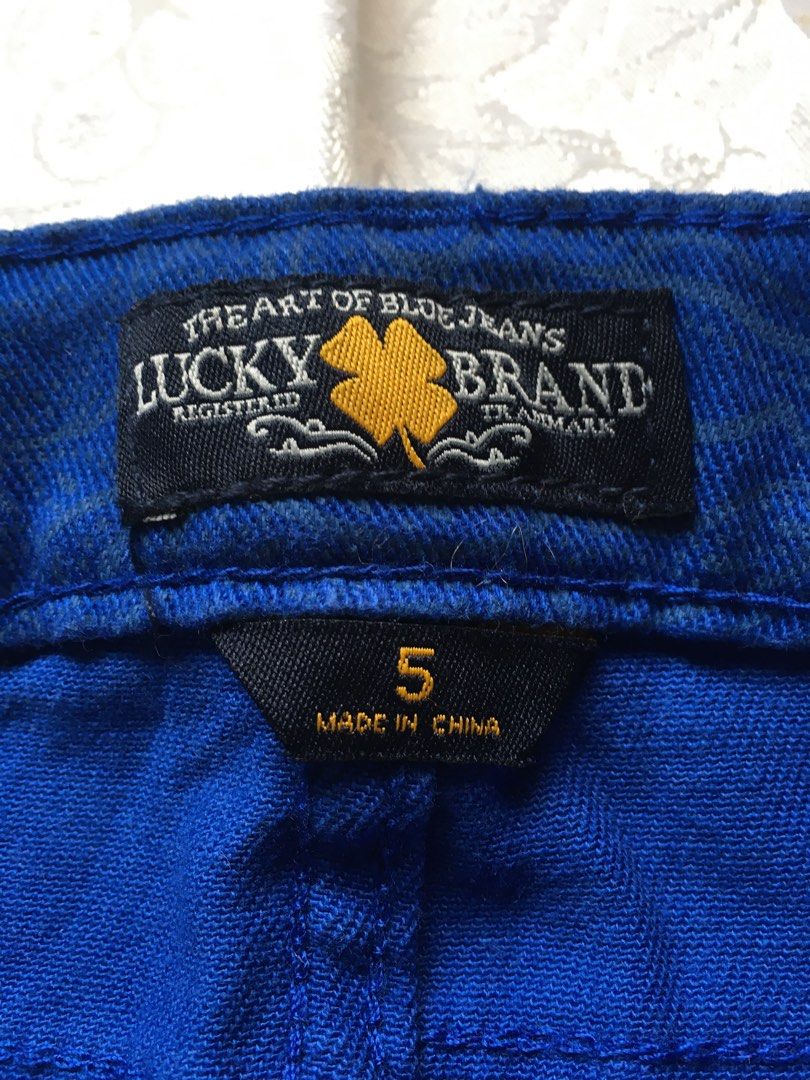 THE ART OF BLUE JEANS
LUCKY BRAND
REGISTERED TRADEMARK
5
MADE IN CHINA